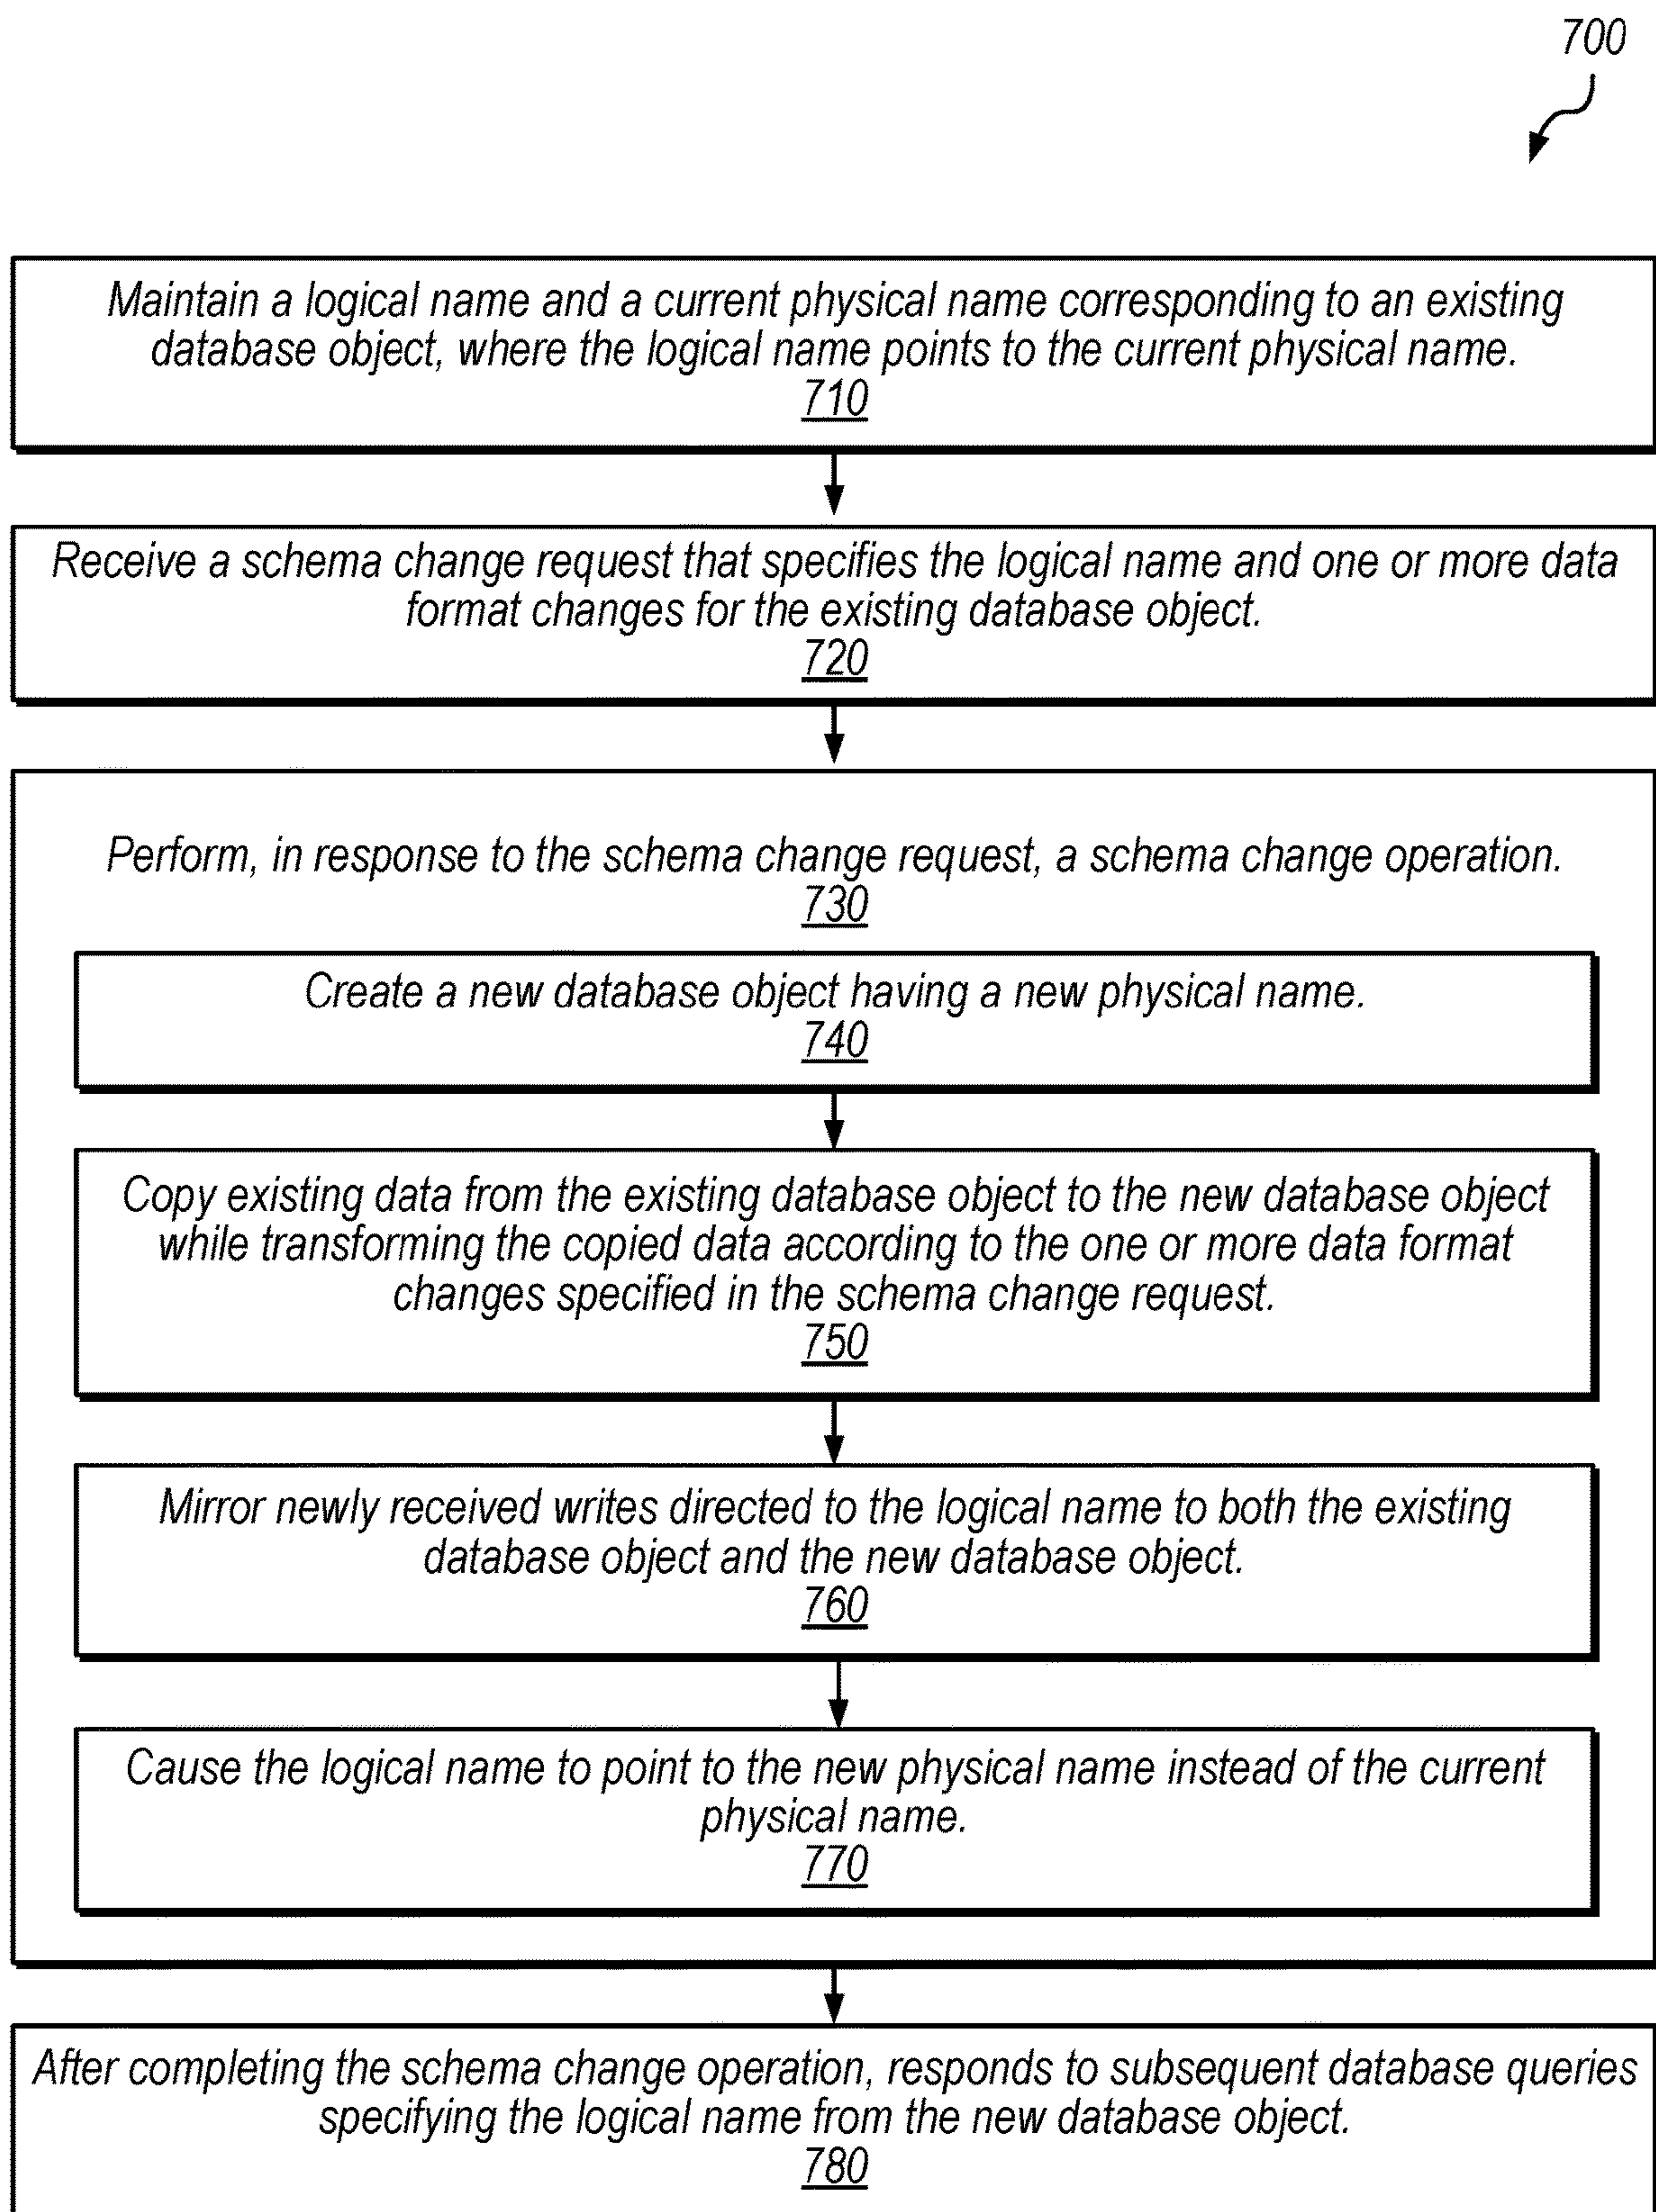 700
Maintain a logical name and a current physical name corresponding to an existing
database object, where the logical name points to the current physical name.
710
Receive a schema change request that specifies the logical name and one or more data
format changes for the existing database object.
720
Perform, in response to the schema change request, a schema change operation.
730
Create a new database object having a new physical name.
740
Copy existing data from the existing database object to the new database object
while transforming the copied data according to the one or more data format
changes specified in the schema change request.
750
Mirror newly received writes directed to the logical name to both the existing
database object and the new database object.
760
Cause the logical name to point to the new physical name instead of the current
physical name.
770
After completing the schema change operation, responds to subsequent database queries
specifying the logical name from the new database object.
780